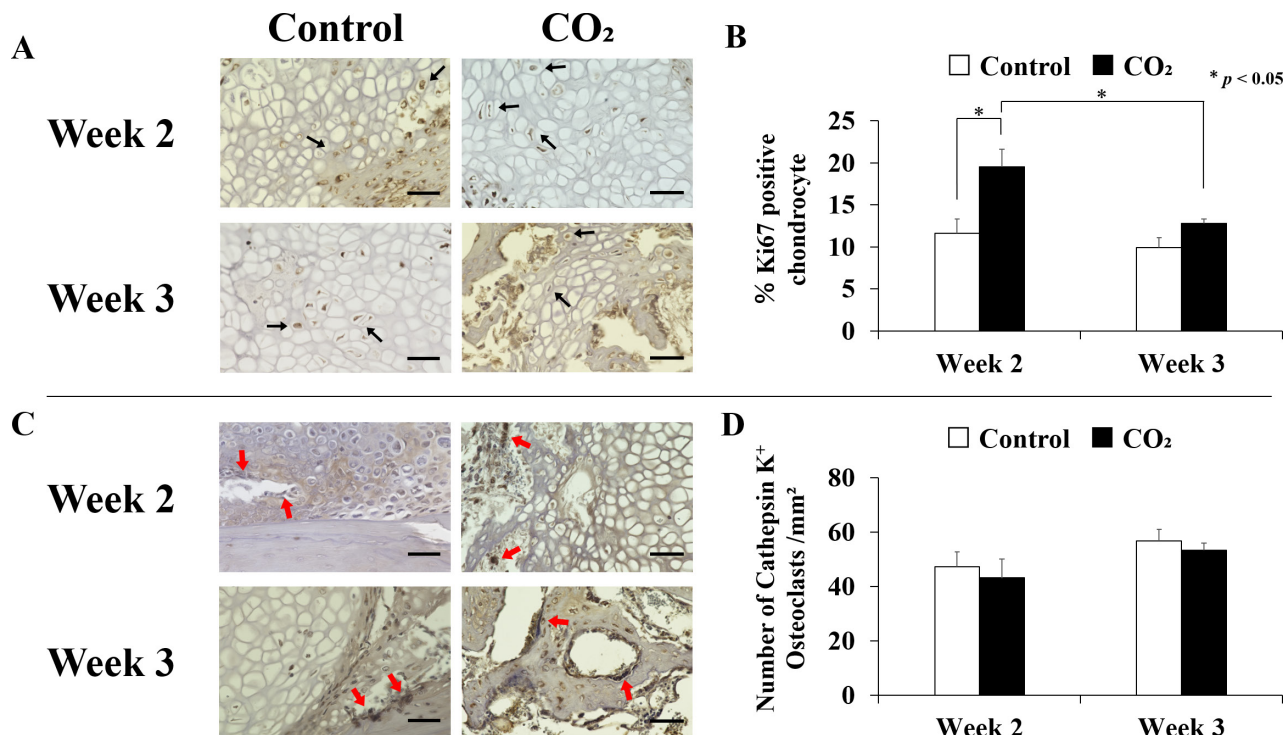 Control CO₂
A
Week 2
Week 3
B
Control CO₂
* p < 0.05
*
*
% Ki67 positive
chondrocyte
25
20
15
10
5
0
Week 2 Week 3
C
Week 2
Week 3
D
Control CO₂
Number of Cathepsin K⁺
Osteoclasts /mm²
80
60
40
20
0
Week 2 Week 3